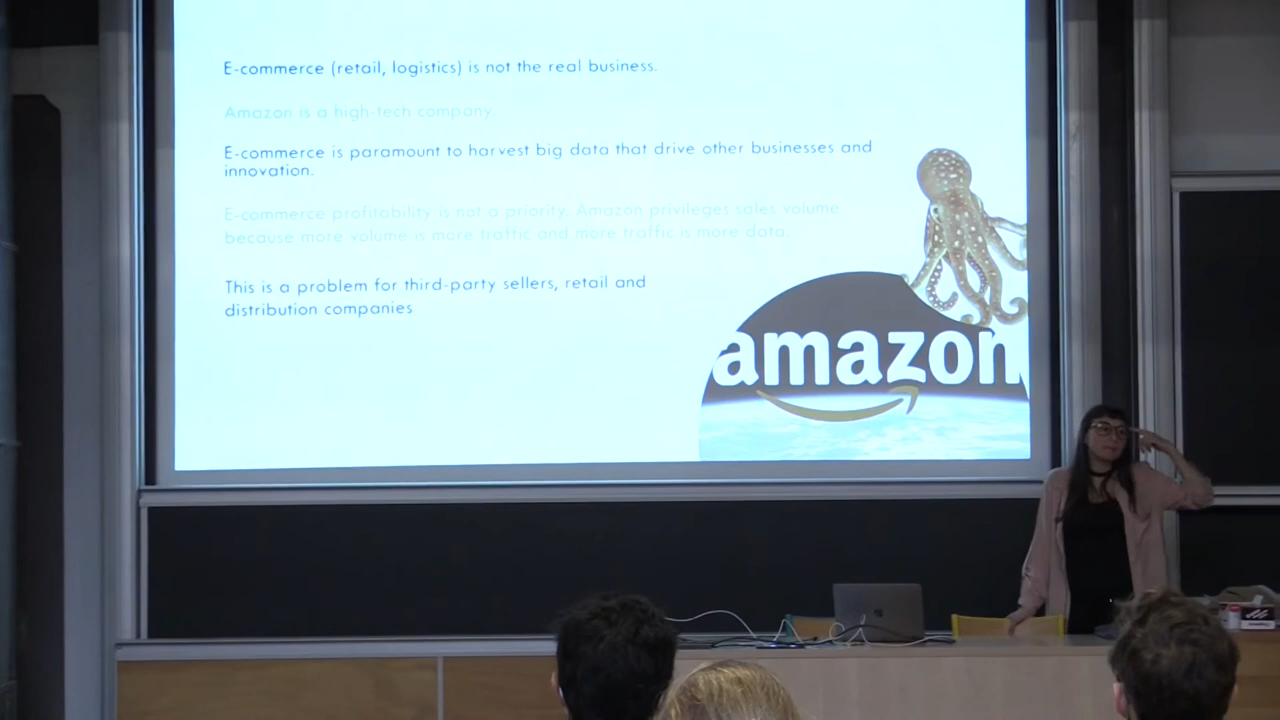 E-commerce (retail, logistics) is not the real business.
Amazon is a high-tech company.
E-commerce is paramount to harvest big data that drive other businesses and
innovation.
E-commerce profitability is not a priority. Amazon privileges sales volume
because more volume is more traffic and more traffic is more data.
This is a problem for third-party sellers, retail and
distribution companies
amazon